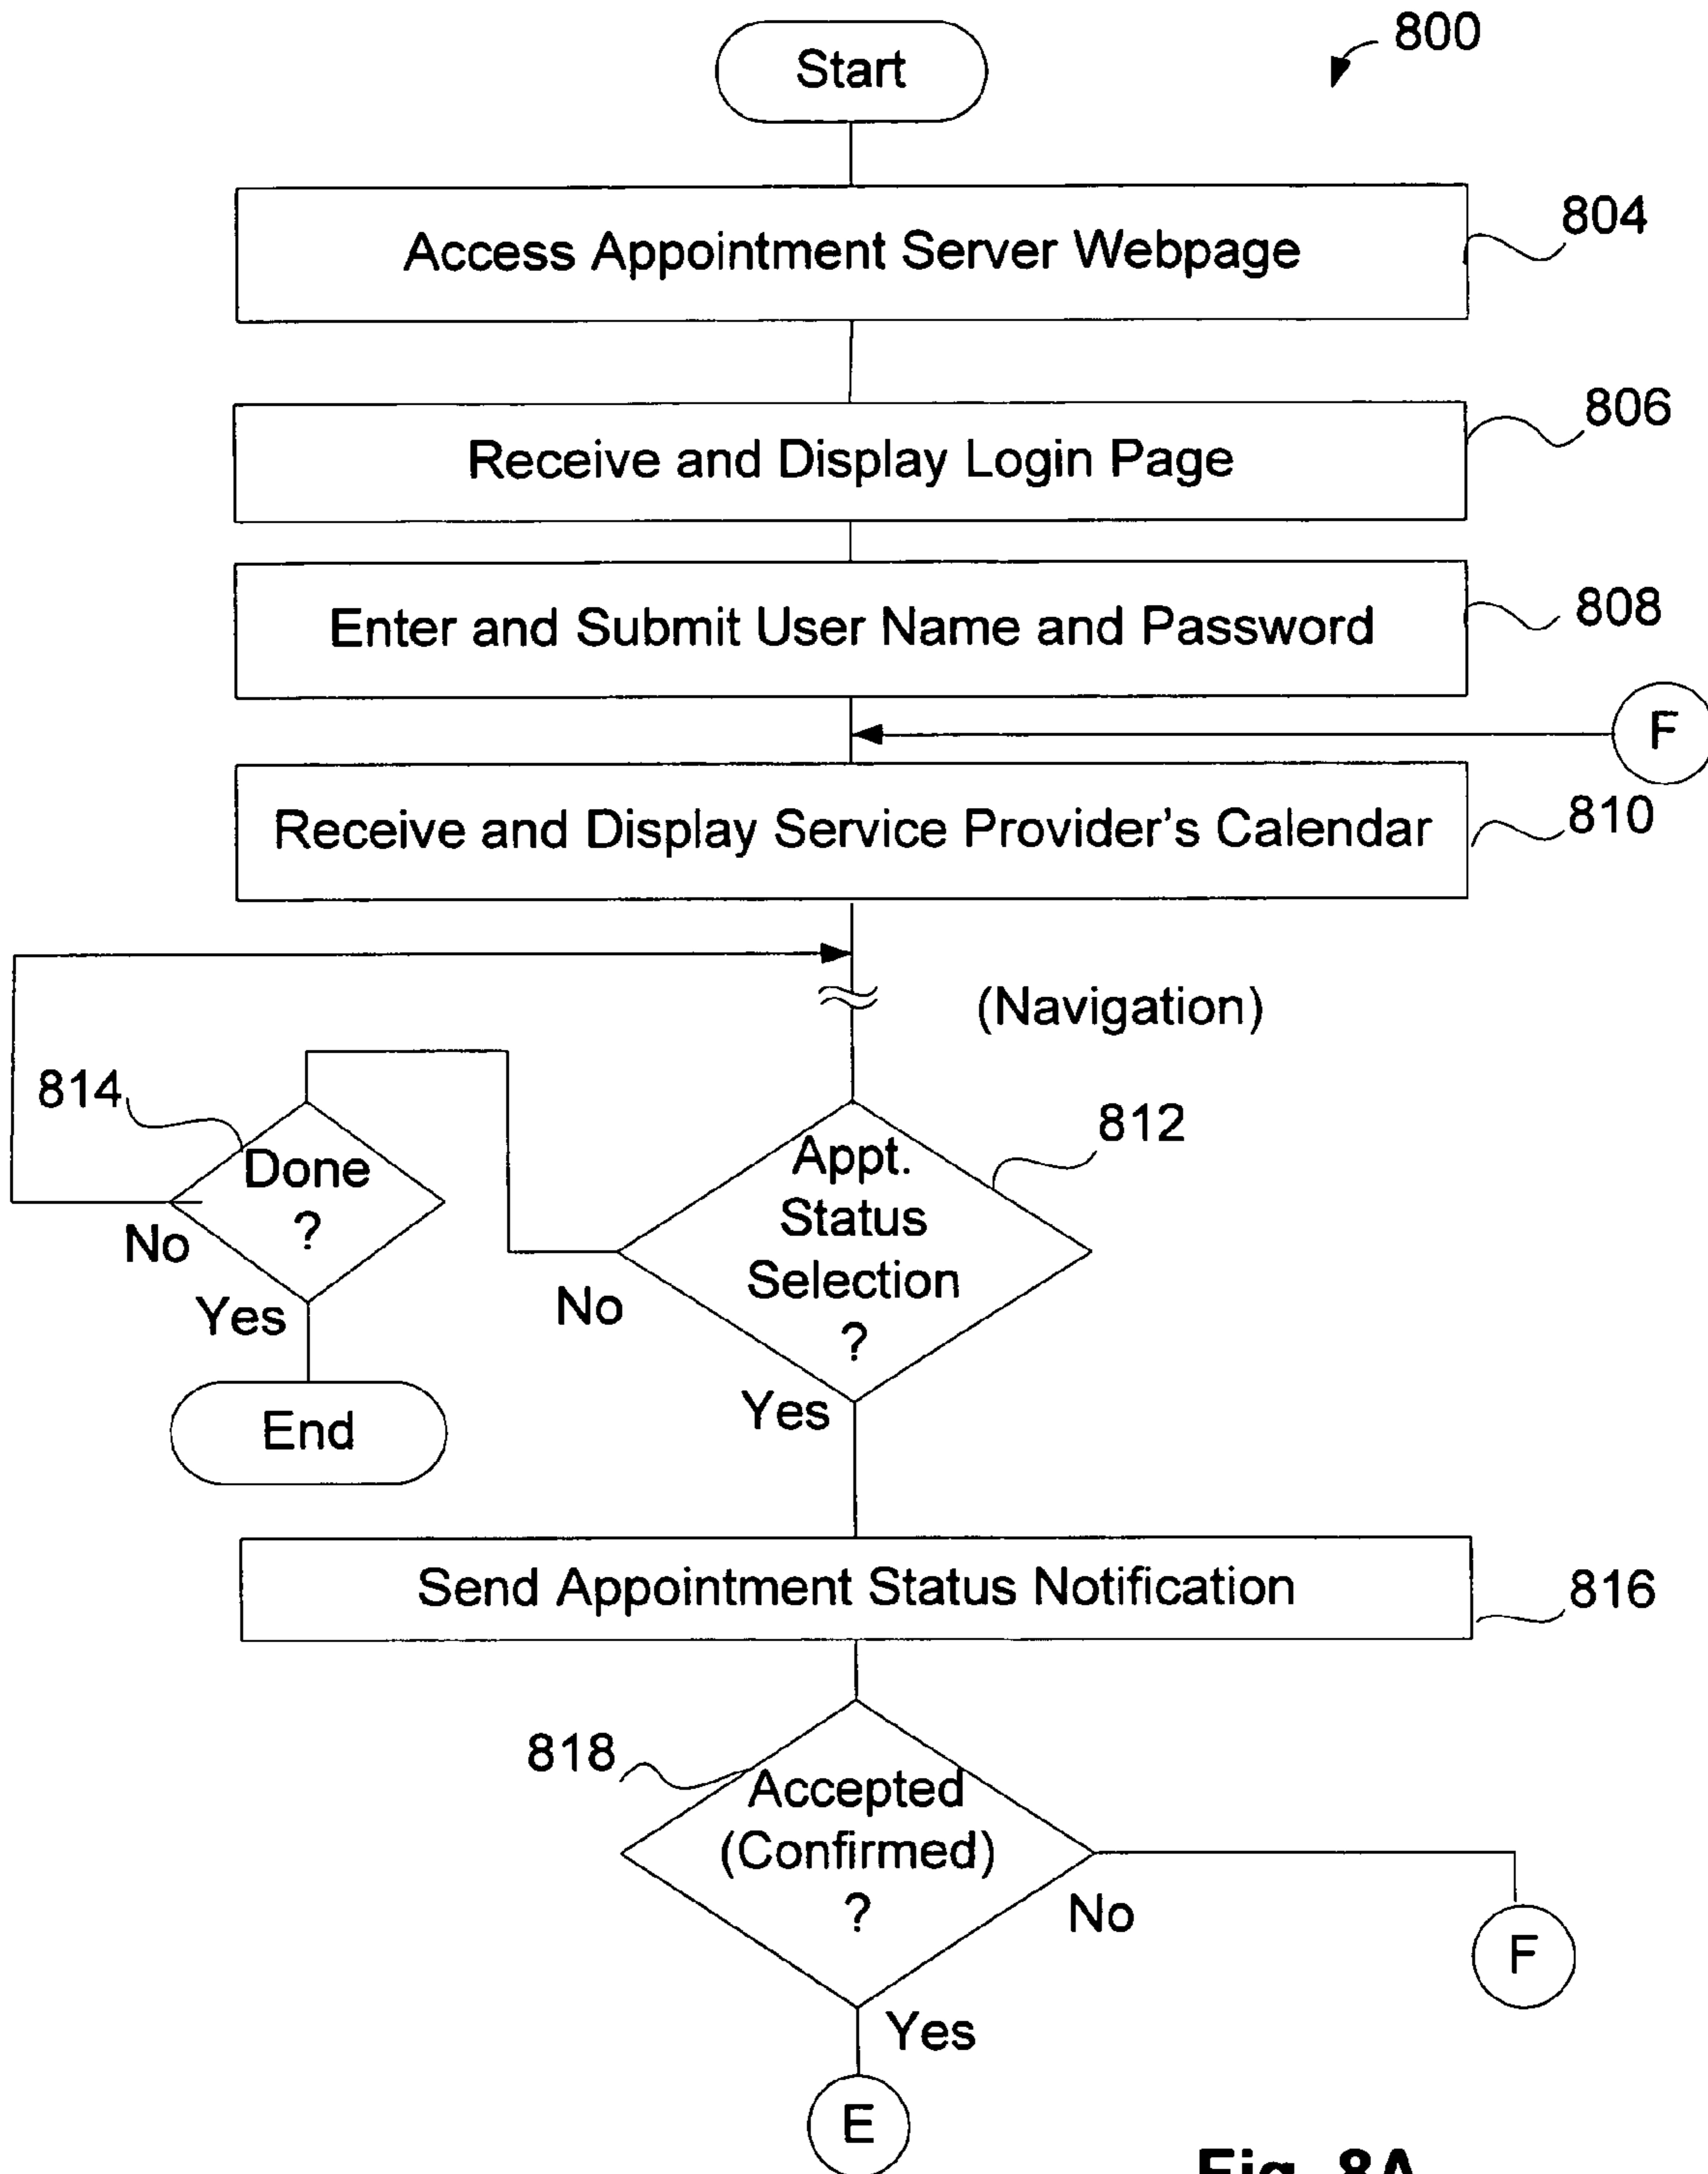 Start
800
Access Appointment Server Webpage
804
Receive and Display Login Page
806
Enter and Submit User Name and Password
808
F
Receive and Display Service Provider's Calendar
810
(Navigation)
814
Done
?
No
Yes
End
812
Appt.
Status
Selection
?
No
Yes
Send Appointment Status Notification
816
818
Accepted
(Confirmed)
?
No
F
Yes
E
Fig. 8A